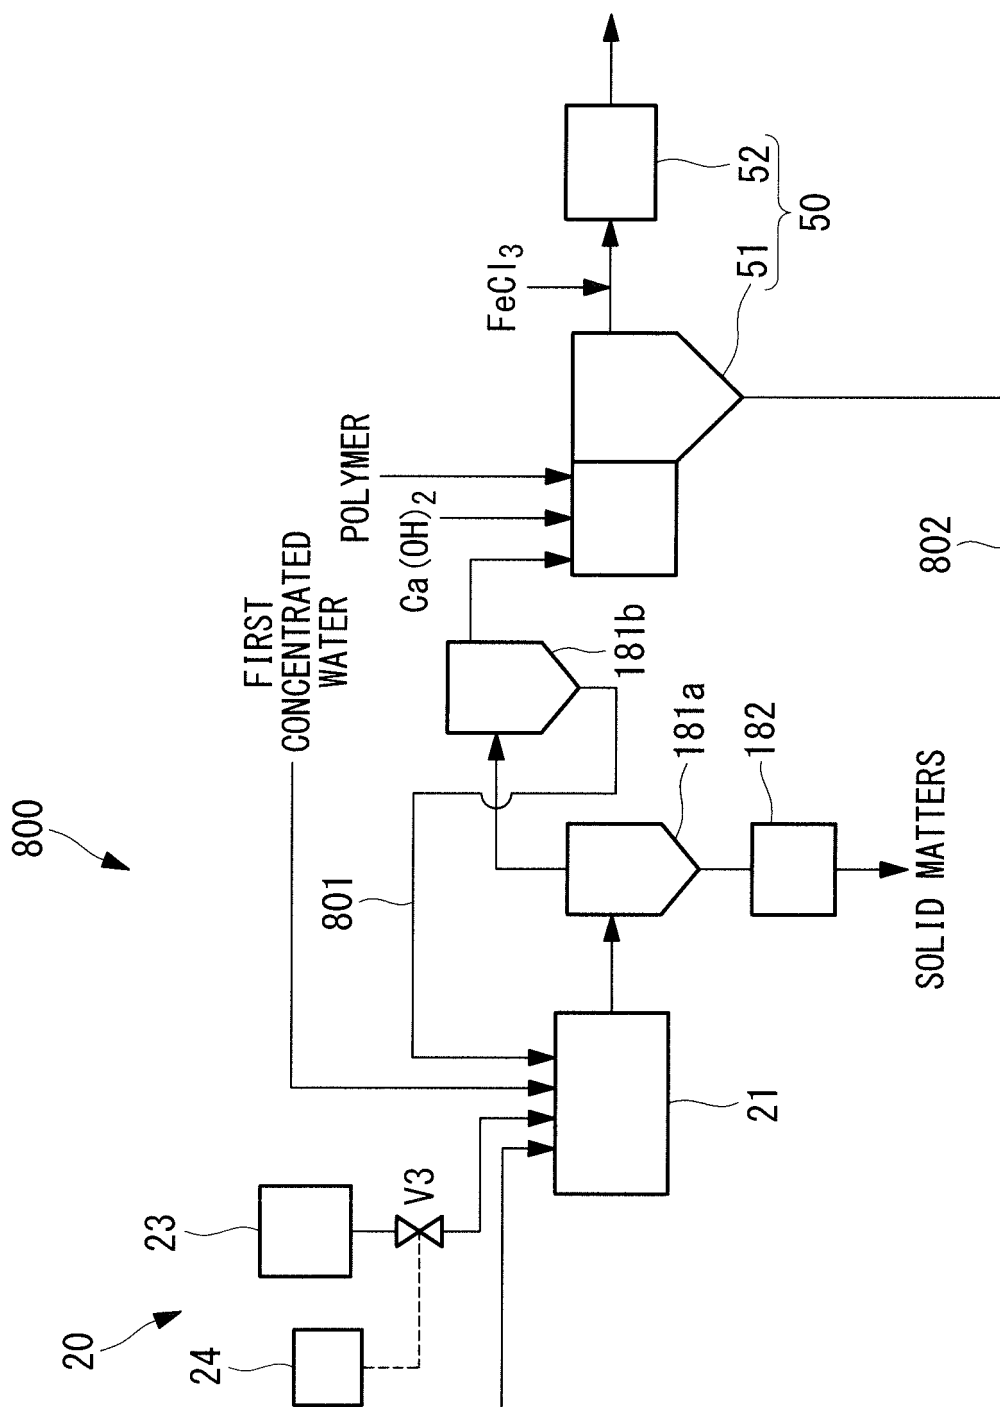 800
20
24
23
V3
FIRST
CONCENTRATED
WATER
801
21
181a
182
SOLID MATTERS
181b
POLYMER
Ca(OH)2
FeCl3
51
52
50
802